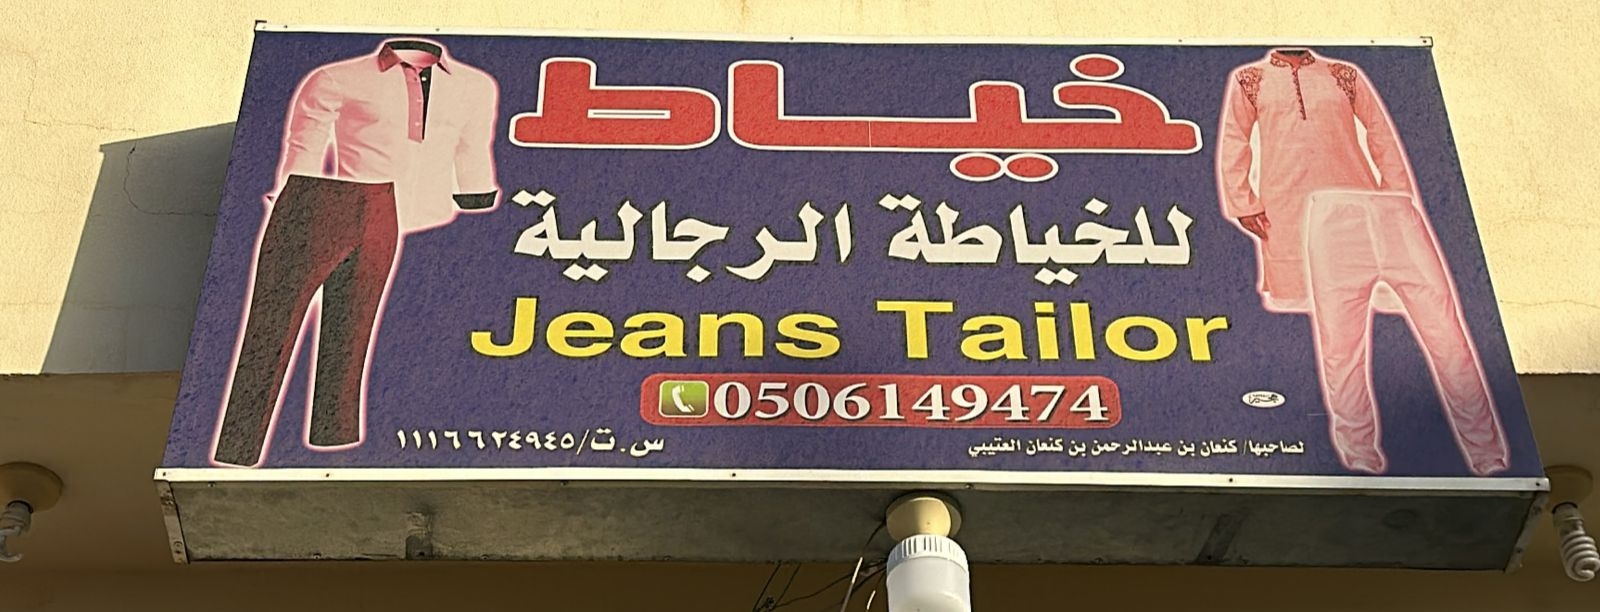 خياط
للخياطة الرجالية
Jeans Tailor
0506149474
س.ت/١١١٦٦٢٤٩٤٥
لصاحبها/ كنعان بن عبدالرحمن بن كنعان العتيبي